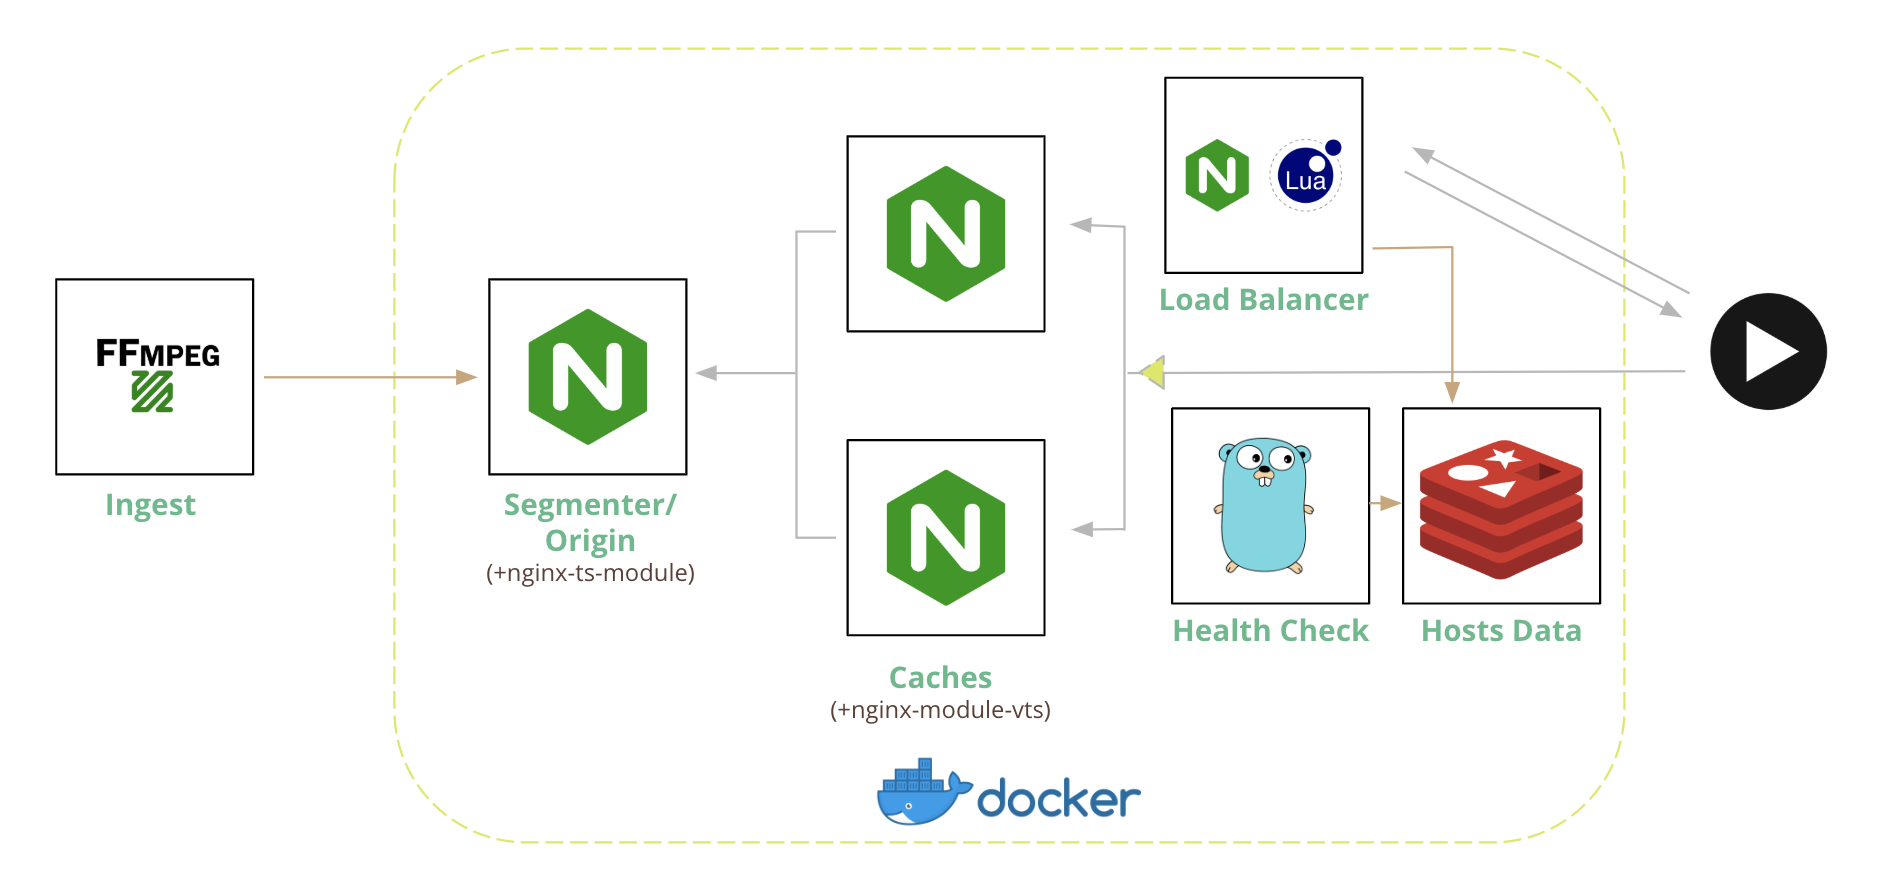 FFMPEG
Ingest
N
Segmenter/
Origin
(+nginx-ts-module)
N
N
Caches
(+nginx-module-vts)
N
Lua
Load Balancer
Health Check
Hosts Data
docker